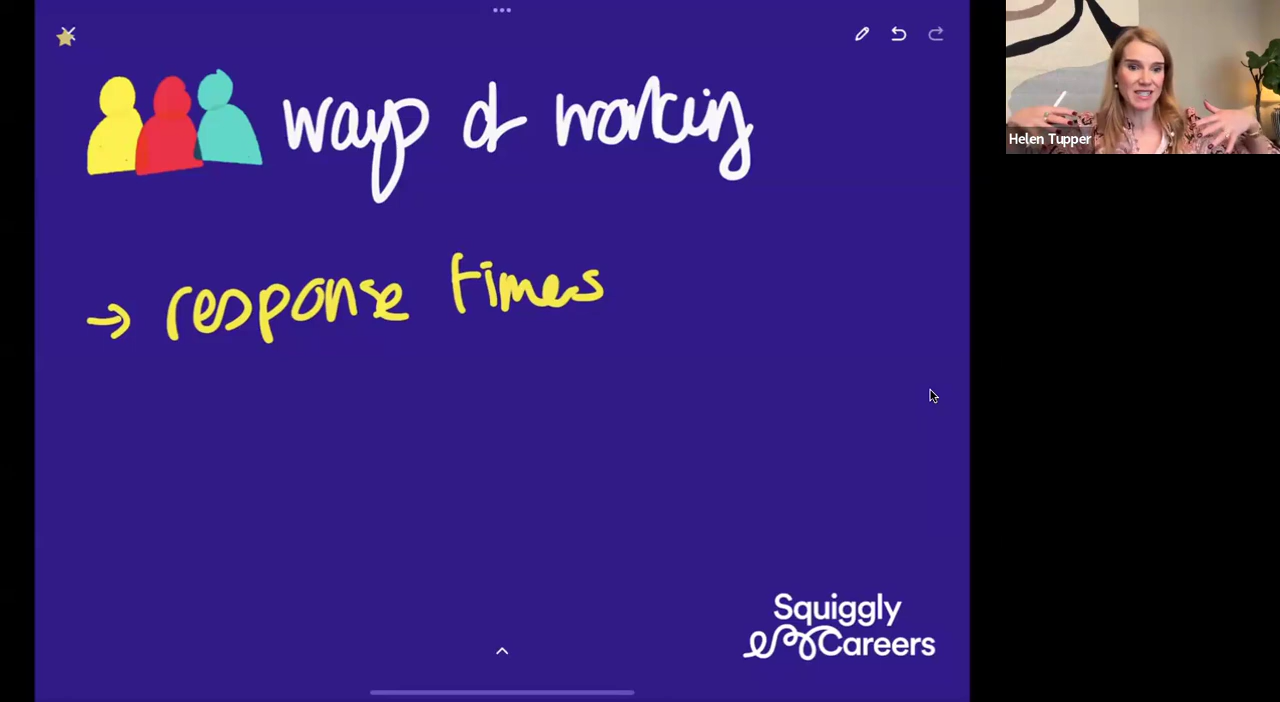 ways of working
→ response times
Helen Tupper
Squiggly
Careers